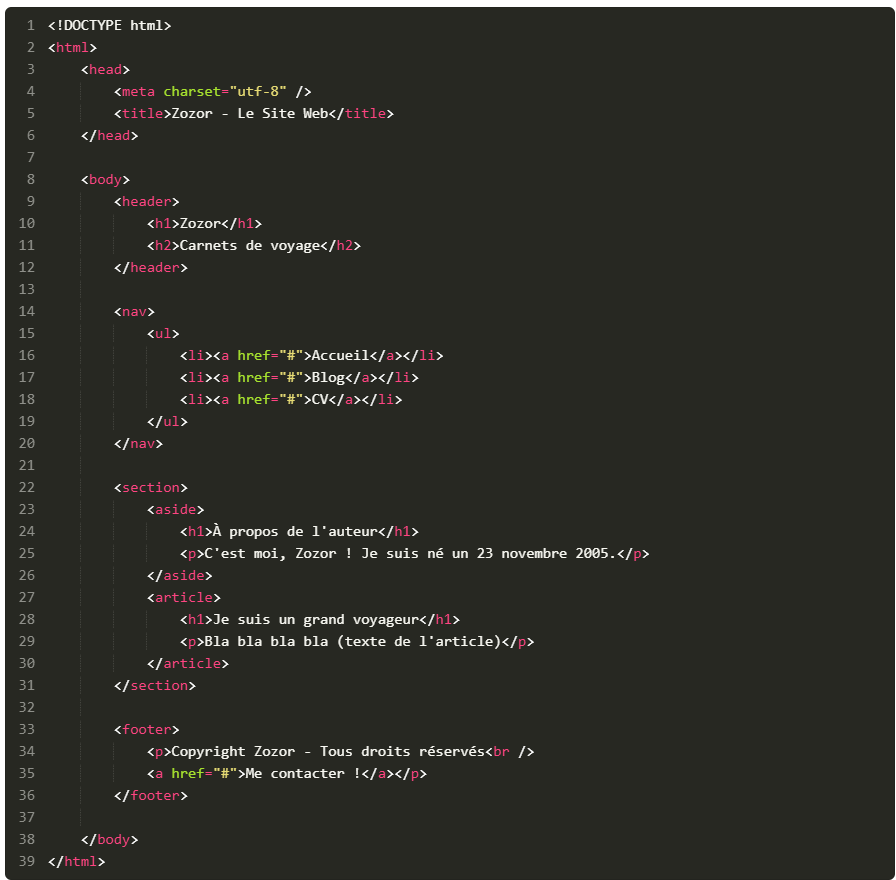 1 <!DOCTYPE html>
2 <html>
3     <head>
4         <meta charset="utf-8" />
5         <title>Zozor - Le Site Web</title>
6     </head>
7
8     <body>
9         <header>
10             <h1>Zozor</h1>
11             <h2>Carnets de voyage</h2>
12         </header>
13
14         <nav>
15             <ul>
16                 <li><a href="#">Accueil</a></li>
17                 <li><a href="#">Blog</a></li>
18                 <li><a href="#">CV</a></li>
19             </ul>
20         </nav>
21
22         <section>
23             <aside>
24                 <h1>À propos de l'auteur</h1>
25                 <p>C'est moi, Zozor ! Je suis né un 23 novembre 2005.</p>
26             </aside>
27             <article>
28                 <h1>Je suis un grand voyageur</h1>
29                 <p>Bla bla bla bla (texte de l'article)</p>
30             </article>
31         </section>
32
33         <footer>
34             <p>Copyright Zozor - Tous droits réservés<br />
35             <a href="#">Me contacter !</a></p>
36         </footer>
37
38     </body>
39 </html>